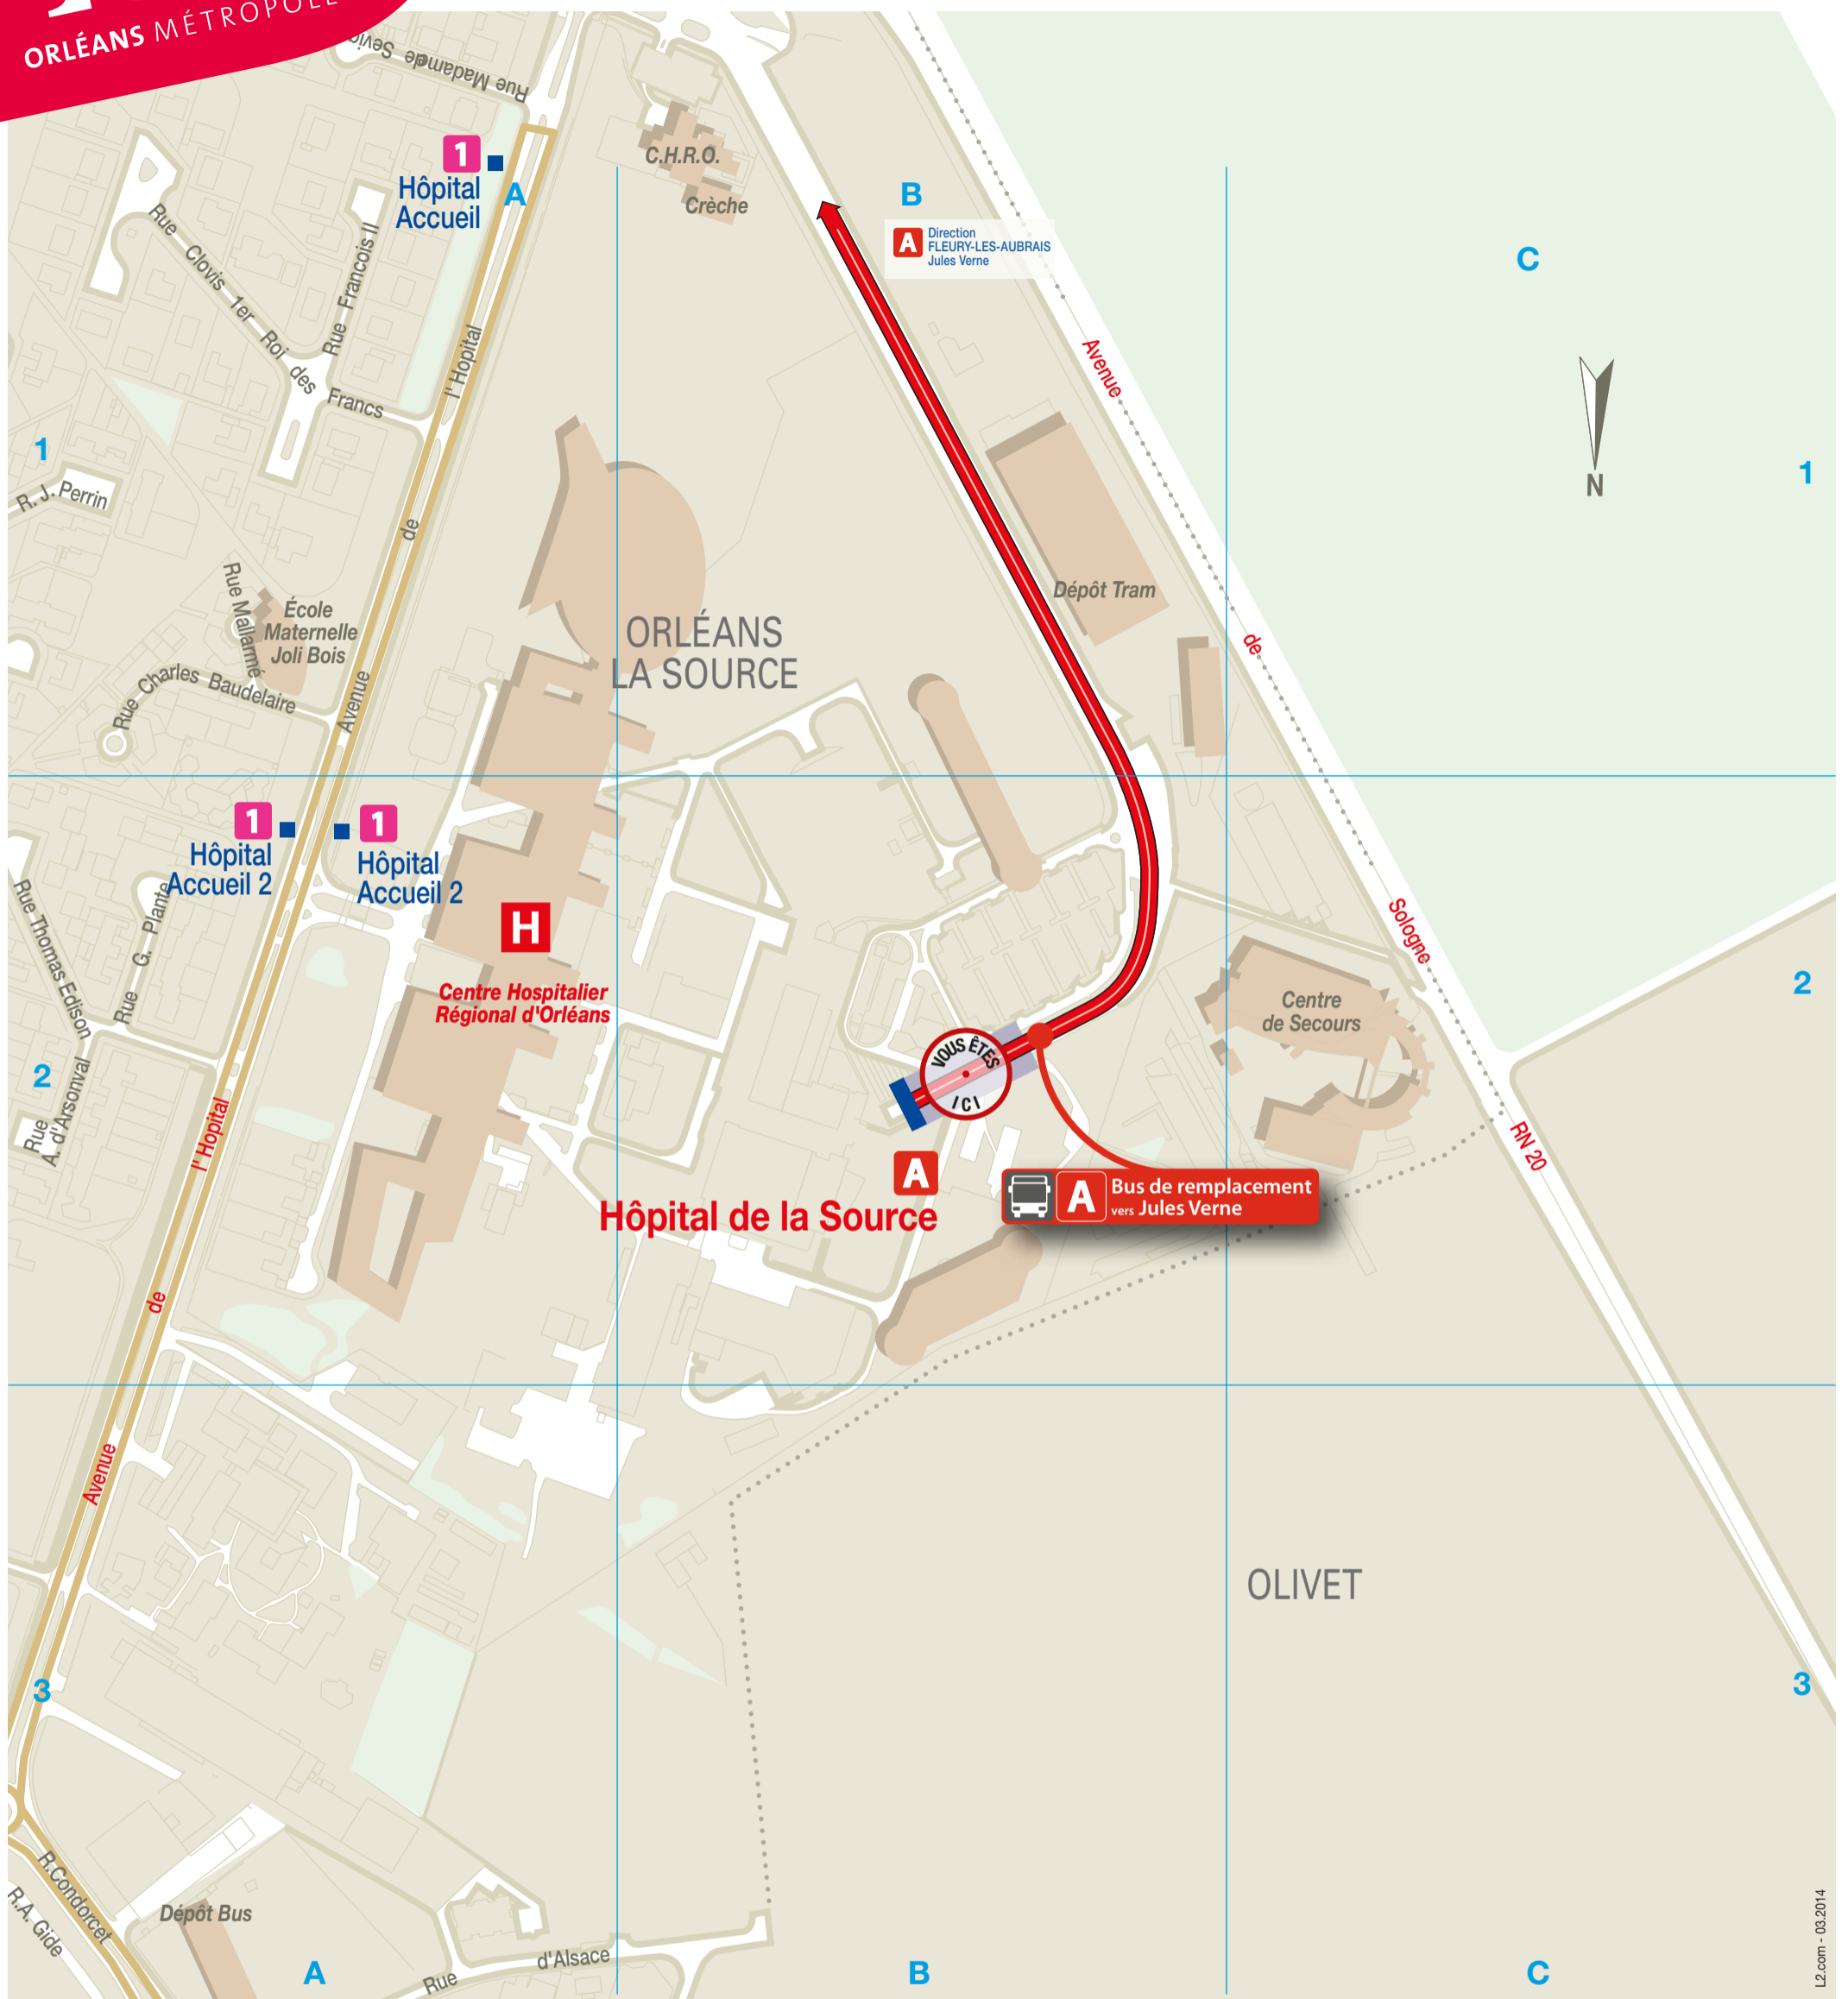 ORLÉANS MÉTROPOLE
Rue Madame de
1
Hôpital
Accueil
A
C.H.R.O.
Crèche
B
A
Direction
FLEURY-LES-AUBRAIS
Jules Verne
C
Rue Clovis 1er Roi des Francs
Rue François II
Avenue de l' Hopital
Avenue de Sologne
N
1
1
R. J. Perrin
Rue Mallarmé
École
Maternelle
Joli Bois
Rue Charles Baudelaire
ORLÉANS
LA SOURCE
Dépôt Tram
1
Hôpital
Accueil 2
1
Hôpital
Accueil 2
Rue Thomas Edison
Rue G. Plante
H
Centre Hospitalier
Régional d'Orléans
Centre
de Secours
2
2
VOUS ÊTES
ICI
Rue
A. d'Arsonval
Avenue de l' Hopital
RN 20
A
Hôpital de la Source
A
Bus de remplacement
vers Jules Verne
OLIVET
3
3
R.Condorcet
R.A. Gide
Dépôt Bus
Rue d'Alsace
A
B
C
L2.com - 03.2014